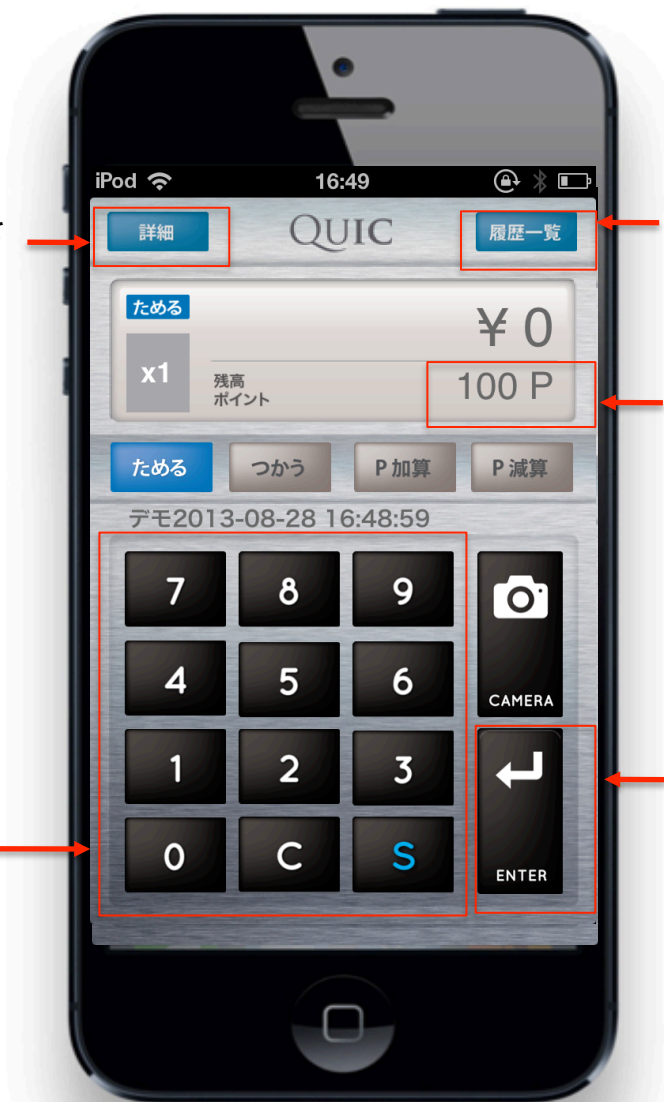 iPod 16:49
詳細 QUIC 履歴一覧
ためる
¥ 0
x1
残高
ポイント
100 P
ためる つかう P 加算 P 減算
デモ2013-08-28 16:48:59
7 8 9
4 5 6
CAMERA
1 2 3
0 C S
ENTER